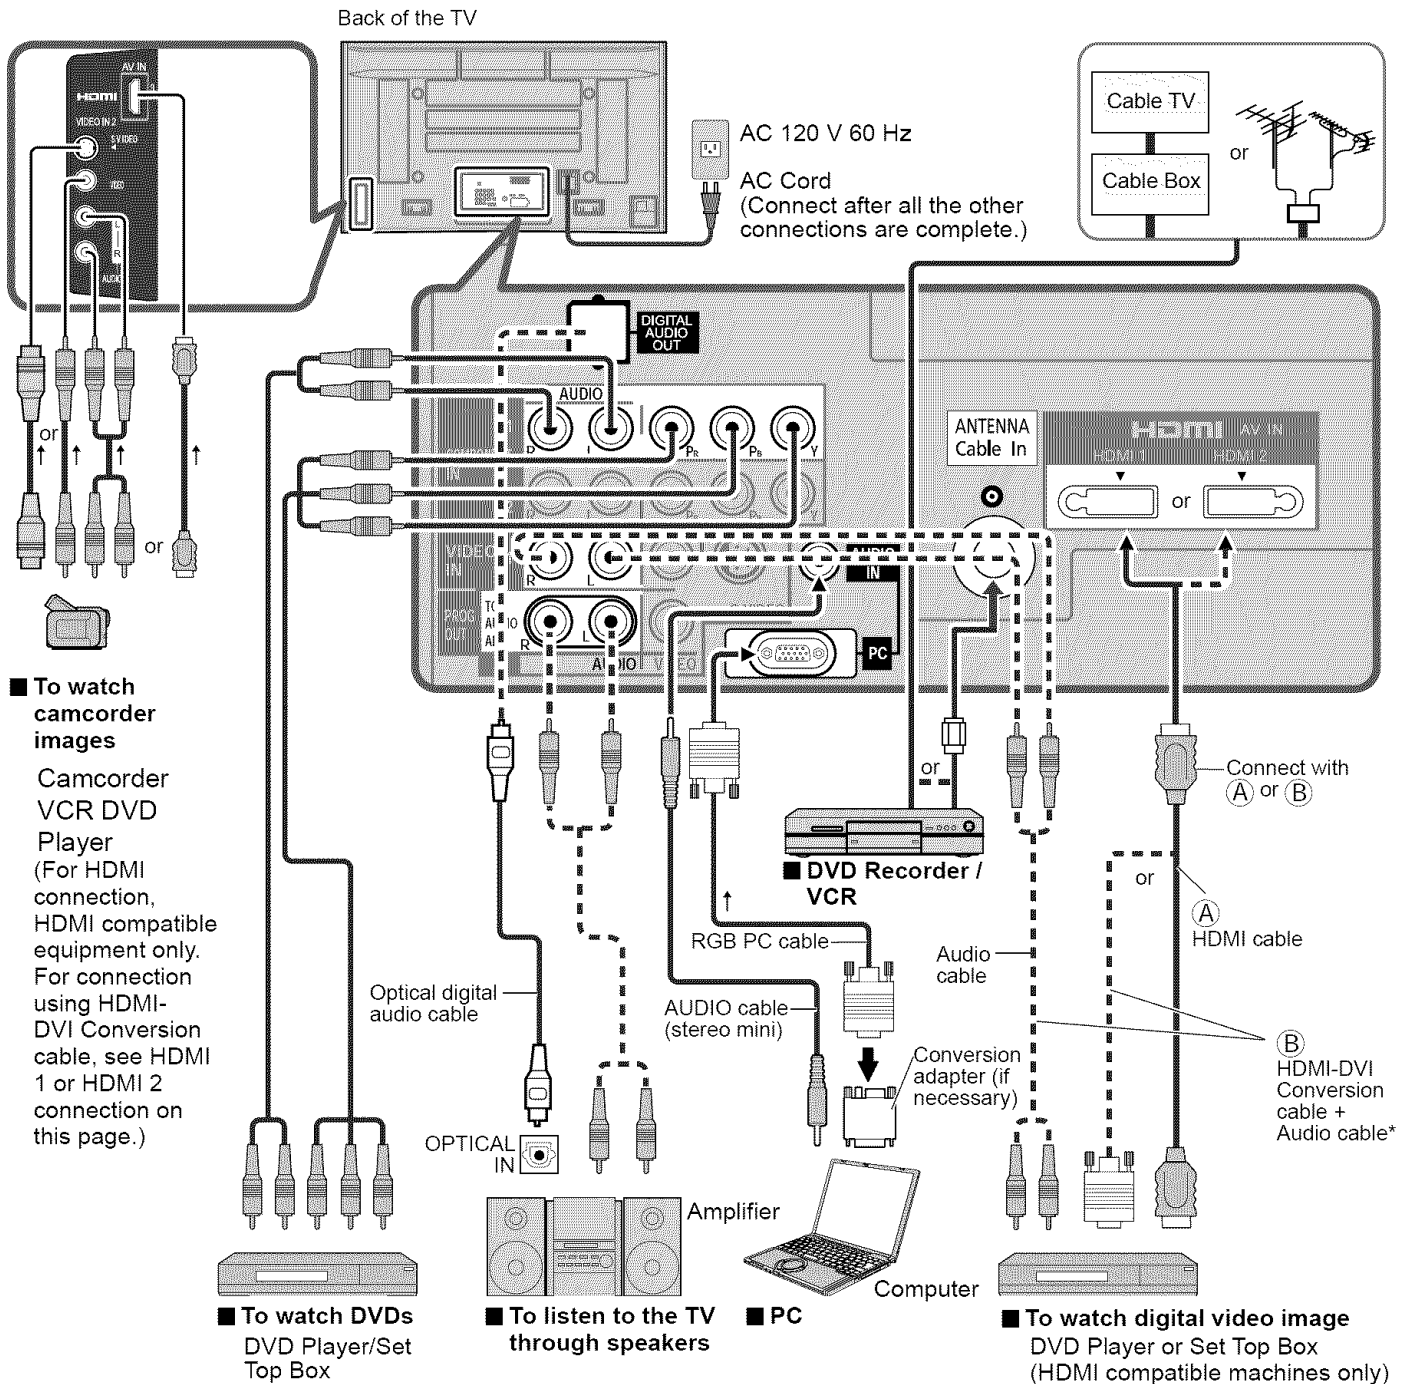 Back of the TV
AV IN
HDMI
VIDEO IN 2
S VIDEO
L
R
AC 120 V 60 Hz
AC Cord
(Connect after all the other
connections are complete.)
Cable TV
Cable Box
or
DIGITAL
AUDIO
OUT
AUDIO
L
PR
PB
Y
IN
ANTENNA
Cable In
HDMI AV IN
HDMI 1
HDMI 2
or
VIDEO
IN
R
L
AUDIO
IN
PROG
OUT
R
L
AUDIO
VIDEO
PC
or
or
■ To watch
camcorder
images
Camcorder
VCR DVD
Player
(For HDMI
connection,
HDMI compatible
equipment only.
For connection
using HDMI-
DVI Conversion
cable, see HDMI
1 or HDMI 2
connection on
this page.)
or
■ DVD Recorder /
VCR
Connect with
Ⓐ or Ⓑ
or
Ⓐ
HDMI cable
RGB PC cable
Audio
cable
Optical digital
audio cable
AUDIO cable
(stereo mini)
Conversion
adapter (if
necessary)
Ⓑ
HDMI-DVI
Conversion
cable +
Audio cable*
OPTICAL
IN
Amplifier
Computer
■ To watch DVDs
DVD Player/Set
Top Box
■ To listen to the TV
through speakers
■ PC
■ To watch digital video image
DVD Player or Set Top Box
(HDMI compatible machines only)